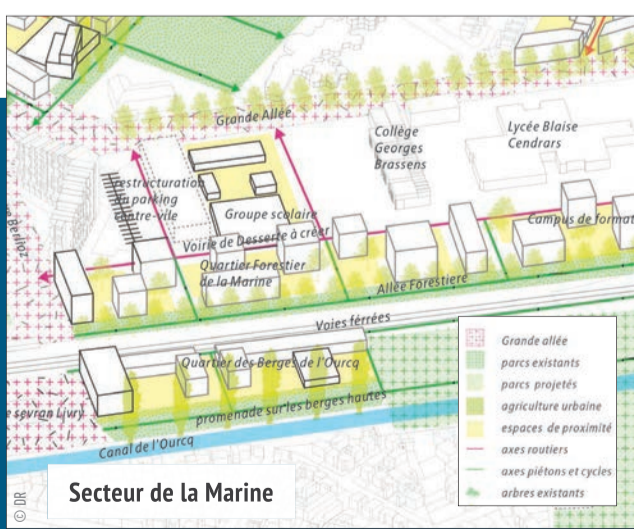 Grande Allée
Collège
Georges
Brassens
Lycée Blaise
Cendrars
restructuration
du parking
centre-ville
Groupe scolaire
Voirie de Desserte à créer
Campus de format
Quartier Forestier
de la Marine
Allée Forestière
Voies férrées
Quartier des Berges de l'Ourcq
promenade sur les berges hautes
e sevran Livry
Canal de l'Ourcq
Grande allée
parcs existants
parcs projetés
agriculture urbaine
espaces de proximité
axes routiers
axes piétons et cycles
arbres existants
Secteur de la Marine
© DR